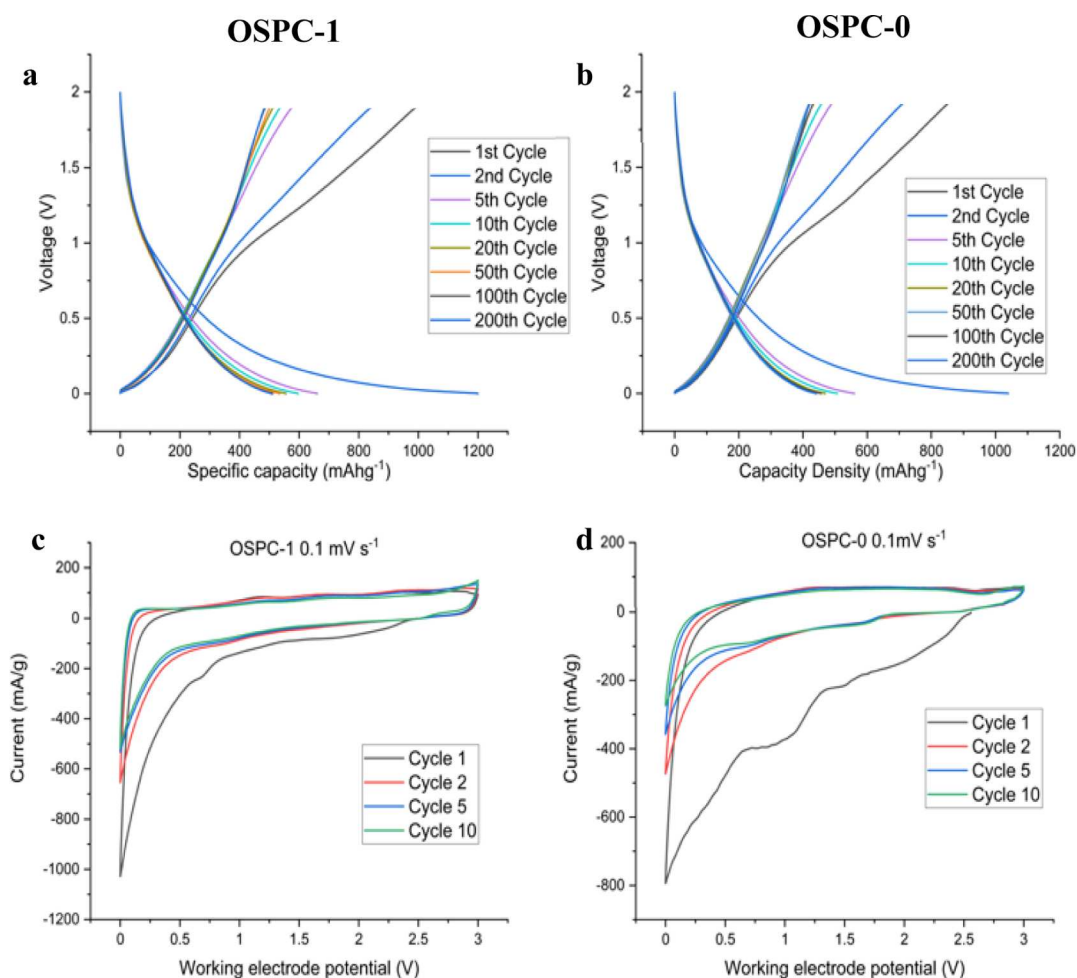 OSPC-1
OSPC-0
a
2
1.5
1
0.5
0
Voltage (V)
0 200 400 600 800 1000 1200
Specific capacity (mAhg⁻¹)
1st Cycle
2nd Cycle
5th Cycle
10th Cycle
20th Cycle
50th Cycle
100th Cycle
200th Cycle
b
2
1.5
1
0.5
0
Voltage (V)
0 200 400 600 800 1000 1200
Capacity Density (mAhg⁻¹)
1st Cycle
2nd Cycle
5th Cycle
10th Cycle
20th Cycle
50th Cycle
100th Cycle
200th Cycle
c
OSPC-1 0.1 mV s⁻¹
200
0
-200
-400
-600
-800
-1000
-1200
Current (mA/g)
Cycle 1
Cycle 2
Cycle 5
Cycle 10
0 0.5 1 1.5 2 2.5 3
Working electrode potential (V)
d
OSPC-0 0.1mV s⁻¹
200
0
-200
-400
-600
-800
Current (mA/g)
Cycle 1
Cycle 2
Cycle 5
Cycle 10
0 0.5 1 1.5 2 2.5 3
Working electrode potential (V)